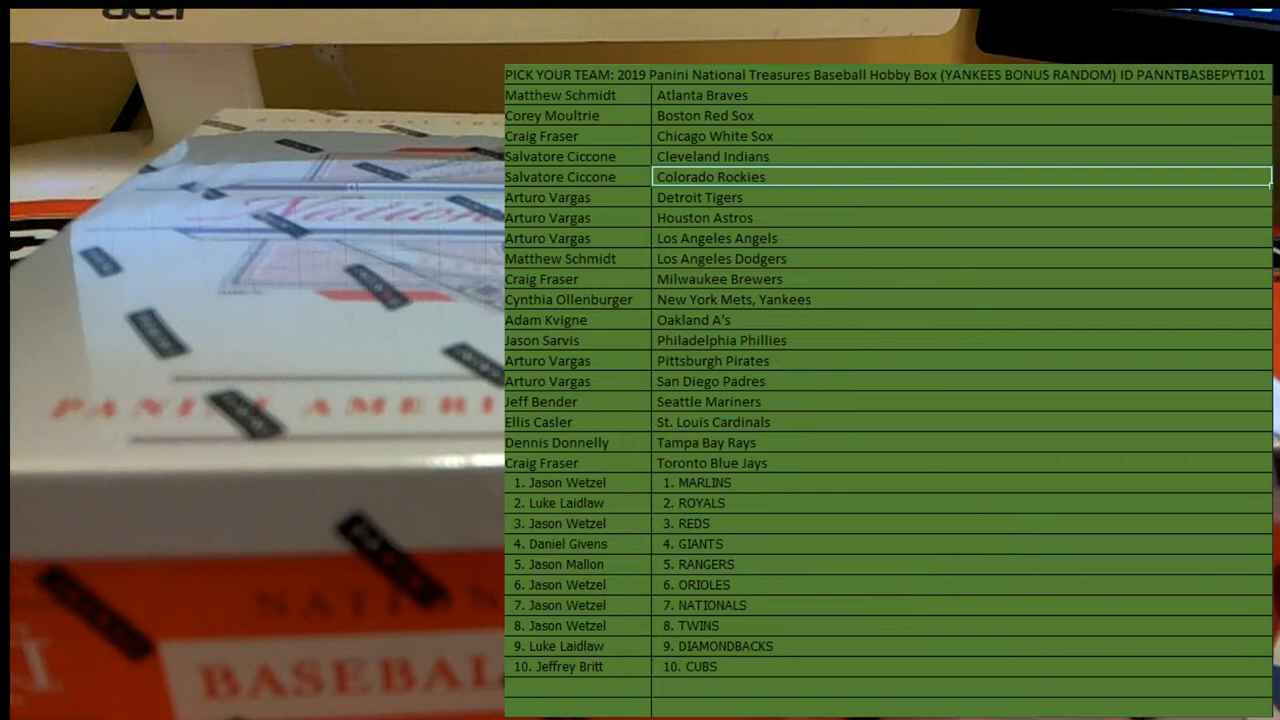 acer
PICK YOUR TEAM: 2019 Panini National Treasures Baseball Hobby Box (YANKEES BONUS RANDOM) ID PANNTBASBEPYT101
Matthew Schmidt Atlanta Braves
Corey Moultrie Boston Red Sox
Craig Fraser Chicago White Sox
Salvatore Ciccone Cleveland Indians
Salvatore Ciccone Colorado Rockies
Arturo Vargas Detroit Tigers
Arturo Vargas Houston Astros
Arturo Vargas Los Angeles Angels
Matthew Schmidt Los Angeles Dodgers
Craig Fraser Milwaukee Brewers
Cynthia Ollenburger New York Mets, Yankees
Adam Kvigne Oakland A's
Jason Sarvis Philadelphia Phillies
Arturo Vargas Pittsburgh Pirates
Arturo Vargas San Diego Padres
Jeff Bender Seattle Mariners
Ellis Casler St. Louis Cardinals
Dennis Donnelly Tampa Bay Rays
Craig Fraser Toronto Blue Jays
1. Jason Wetzel 1. MARLINS
2. Luke Laidlaw 2. ROYALS
3. Jason Wetzel 3. REDS
4. Daniel Givens 4. GIANTS
5. Jason Mallon 5. RANGERS
6. Jason Wetzel 6. ORIOLES
7. Jason Wetzel 7. NATIONALS
8. Jason Wetzel 8. TWINS
9. Luke Laidlaw 9. DIAMONDBACKS
10. Jeffrey Britt 10. CUBS
Nation
PANINI AMERI
NATION
BASEBAL